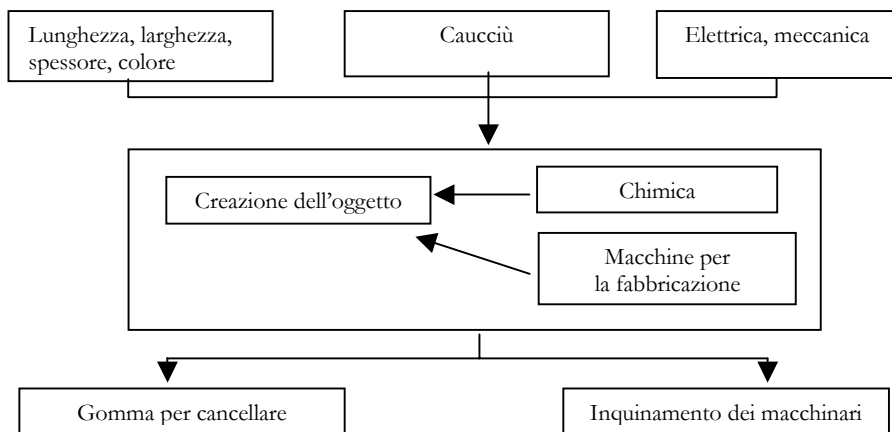 Lunghezza, larghezza,
spessore, colore
Caucciù
Elettrica, meccanica
Creazione dell’oggetto
Chimica
Macchine per
la fabbricazione
Gomma per cancellare
Inquinamento dei macchinari